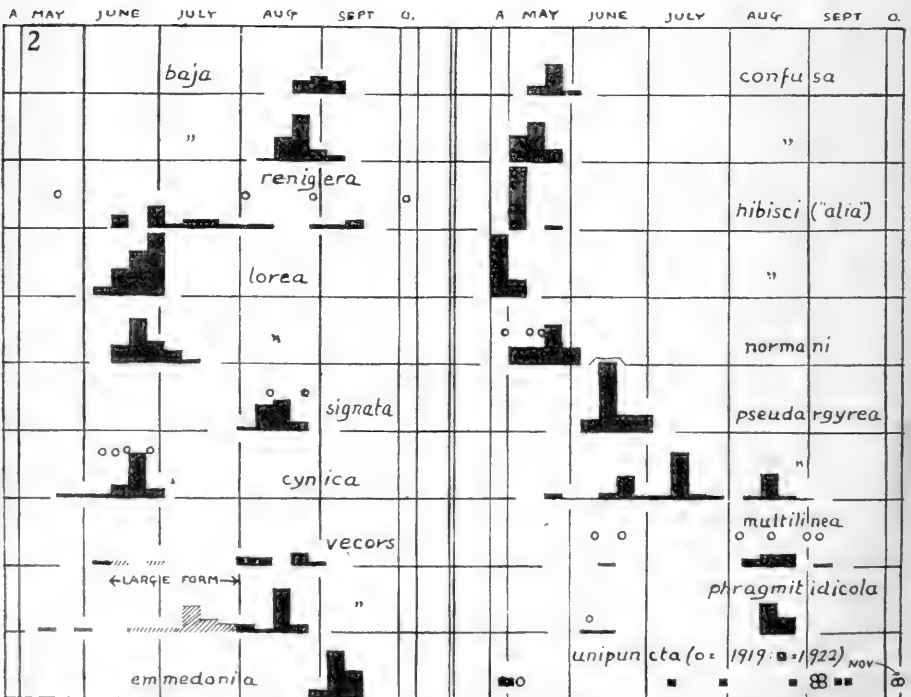 A MAY JUNE JULY AUG SEPT O.
2
baja
"
renigera
lorea
"
signata
cynica
vecors
←LARGE FORM→
"
emmedonia
A MAY JUNE JULY AUG SEPT O.
confusa
"
hibisci ("alia")
"
normani
pseudargyrea
"
multilinea
phragmitidicola
unipuncta (o= 1919: ■=1922) NOV